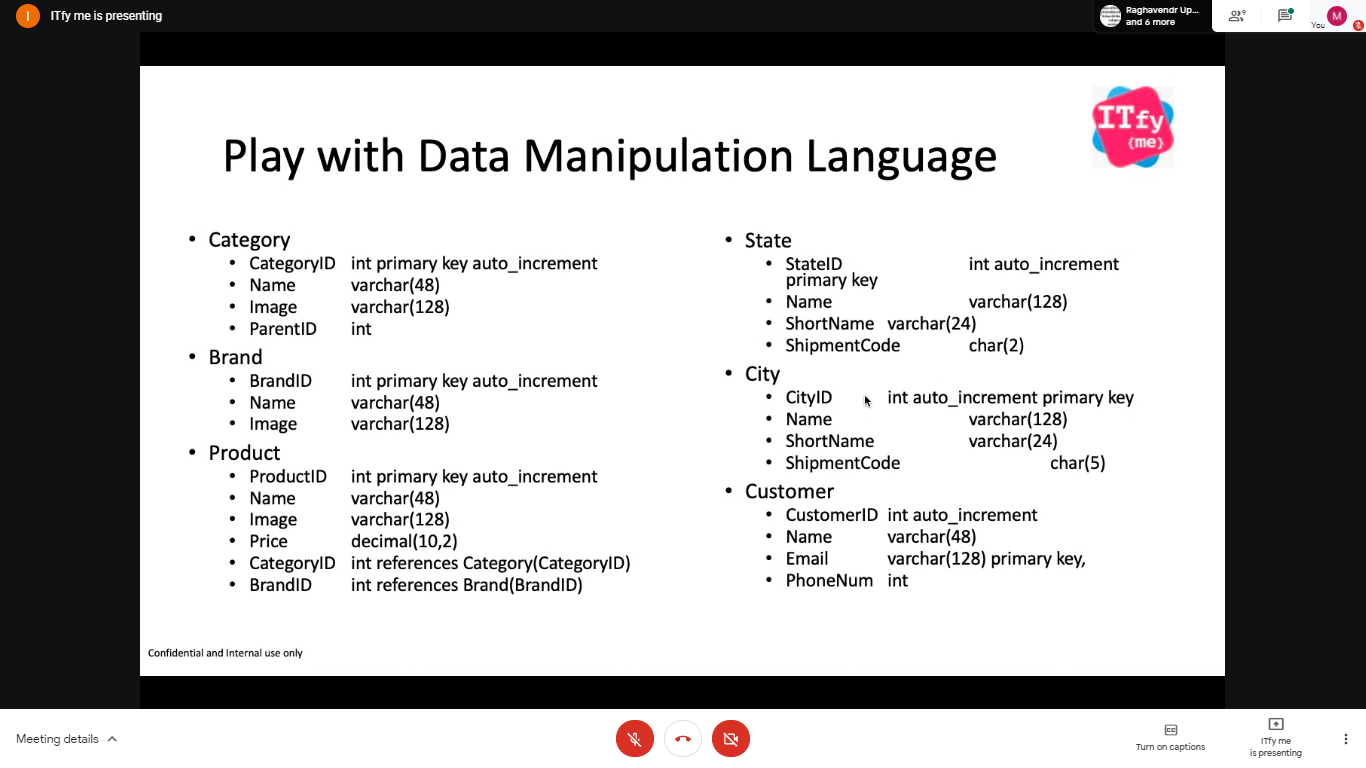 I
ITfy me is presenting
Raghavendr Up...
and 6 more
9
You
M
ITfy
{me}
Play with Data Manipulation Language
• Category
• CategoryID int primary key auto_increment
• Name varchar(48)
• Image varchar(128)
• ParentID int
• Brand
• BrandID int primary key auto_increment
• Name varchar(48)
• Image varchar(128)
• Product
• ProductID int primary key auto_increment
• Name varchar(48)
• Image varchar(128)
• Price decimal(10,2)
• CategoryID int references Category(CategoryID)
• BrandID int references Brand(BrandID)
• State
• StateID int auto_increment
primary key
• Name varchar(128)
• ShortName varchar(24)
• ShipmentCode char(2)
• City
• CityID int auto_increment primary key
• Name varchar(128)
• ShortName varchar(24)
• ShipmentCode char(5)
• Customer
• CustomerID int auto_increment
• Name varchar(48)
• Email varchar(128) primary key,
• PhoneNum int
Confidential and Internal use only
Meeting details
Turn on captions
ITfy me
is presenting